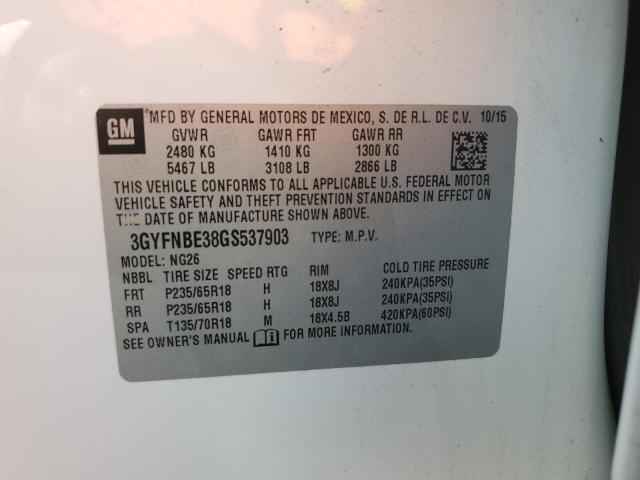 GM MFD BY GENERAL MOTORS DE MEXICO, S. DE R.L. DE C.V. 10/15
GVWR GAWR FRT GAWR RR
2480 KG 1410 KG 1300 KG
5467 LB 3108 LB 2866 LB
THIS VEHICLE CONFORMS TO ALL APPLICABLE U.S. FEDERAL MOTOR
VEHICLE SAFETY AND THEFT PREVENTION STANDARDS IN EFFECT ON
THE DATE OF MANUFACTURE SHOWN ABOVE.
3GYFNBE38GS537903 TYPE: M.P.V.
MODEL: NG26
NBBL TIRE SIZE SPEED RTG RIM COLD TIRE PRESSURE
FRT P235/65R18 H 18X8J 240KPA(35PSI)
RR P235/65R18 H 18X8J 240KPA(35PSI)
SPA T135/70R18 M 18X4.5B 420KPA(60PSI)
SEE OWNER'S MANUAL FOR MORE INFORMATION